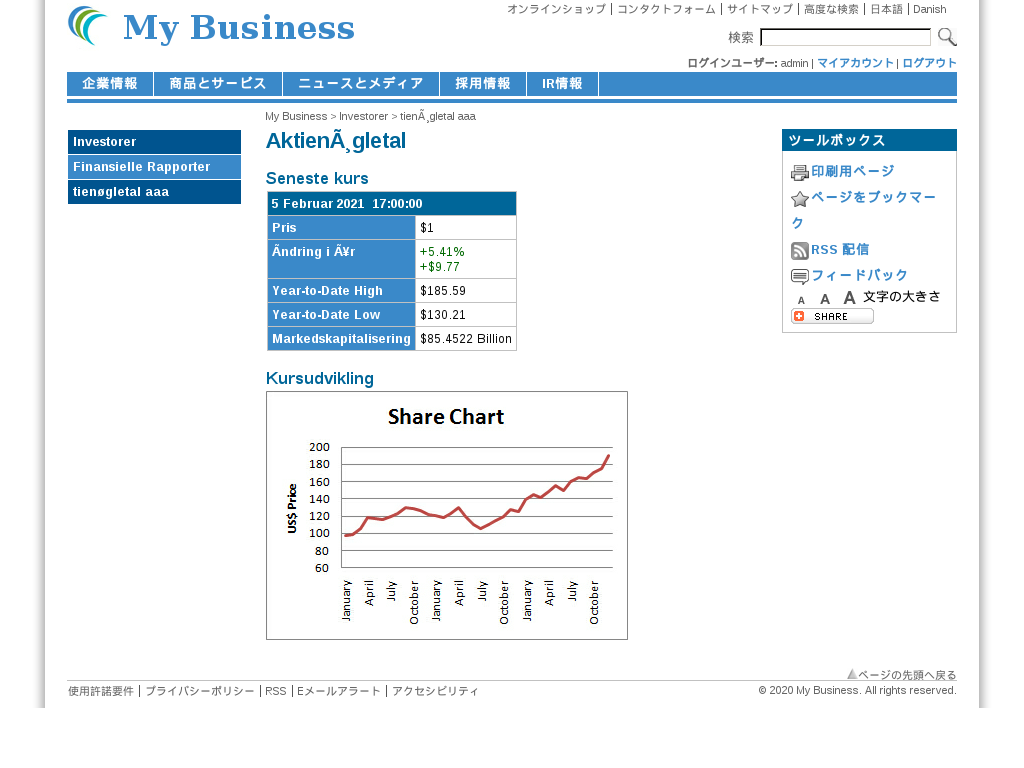 My Business
オンラインショップ | コンタクトフォーム | サイトマップ | 高度な検索 | 日本語 | Danish
検索
ログインユーザー: admin | マイアカウント | ログアウト
企業情報 商品とサービス ニュースとメディア 採用情報 IR情報
My Business > Investorer > tienÃ¸gletal aaa
Investorer
Finansielle Rapporter
tienøgletal aaa
AktienÃ¸gletal
Seneste kurs
5 Februar 2021 17:00:00
Pris $1
Ãndring i Ã¥r +5.41%
+$9.77
Year-to-Date High $185.59
Year-to-Date Low $130.21
Markedskapitalisering $85.4522 Billion
Kursudvikling
Share Chart
US$ Price
200
180
160
140
120
100
80
60
January April July October January April July October January April July October
ツールボックス
印刷用ページ
ページをブックマー
ク
RSS 配信
フィードバック
A A A 文字の大きさ
SHARE
ページの先頭へ戻る
使用許諾要件 | プライバシーポリシー | RSS | Eメールアラート | アクセシビリティ
© 2020 My Business. All rights reserved.